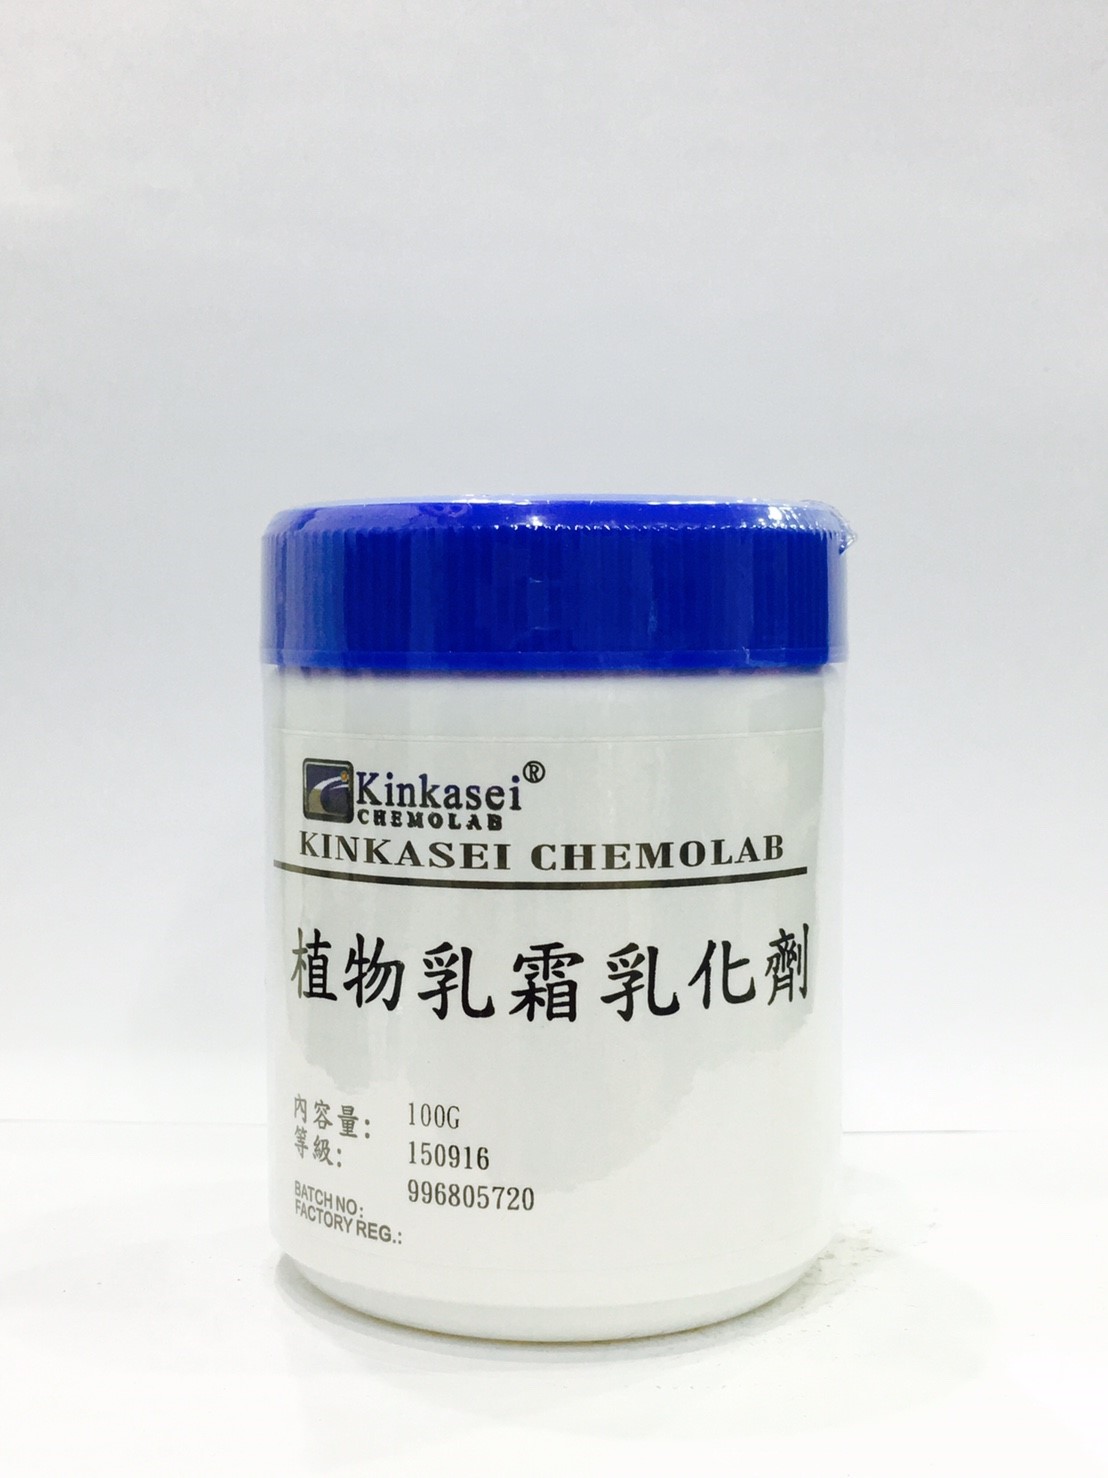 Kinkasei®
CHEMOLAB
KINKASEI CHEMOLAB
植物乳霜乳化劑
內容量: 100G
等級: 150916
BATCH NO: 996805720
FACTORY REG.: